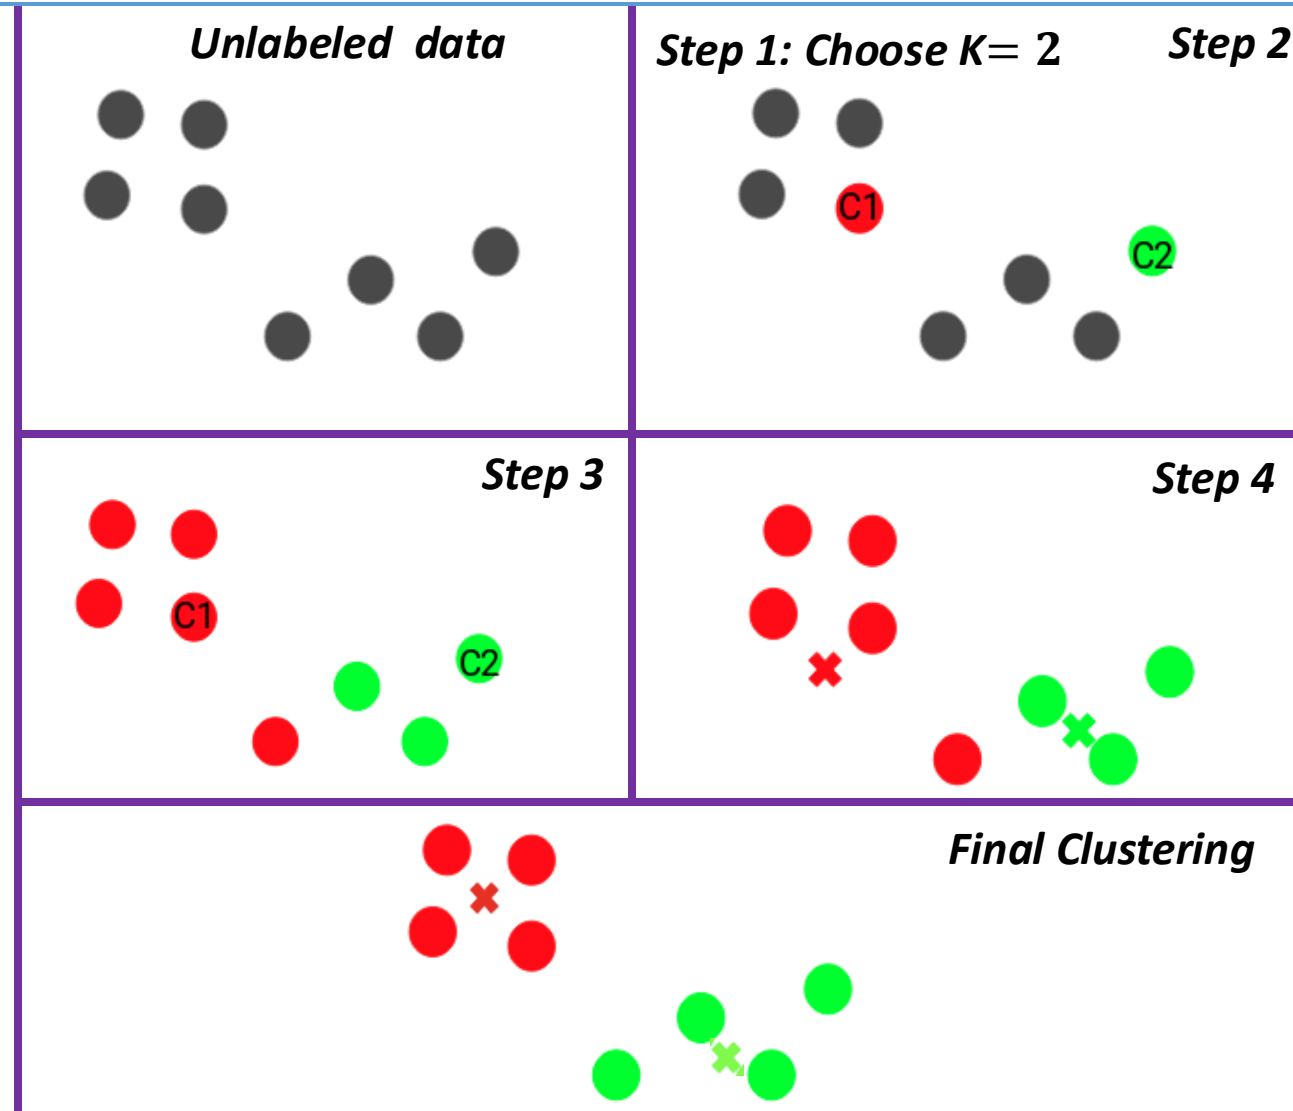 Unlabeled data
Step 1: Choose K= 2
Step 2
C1
C2
Step 3
C1
C2
Step 4
Final Clustering